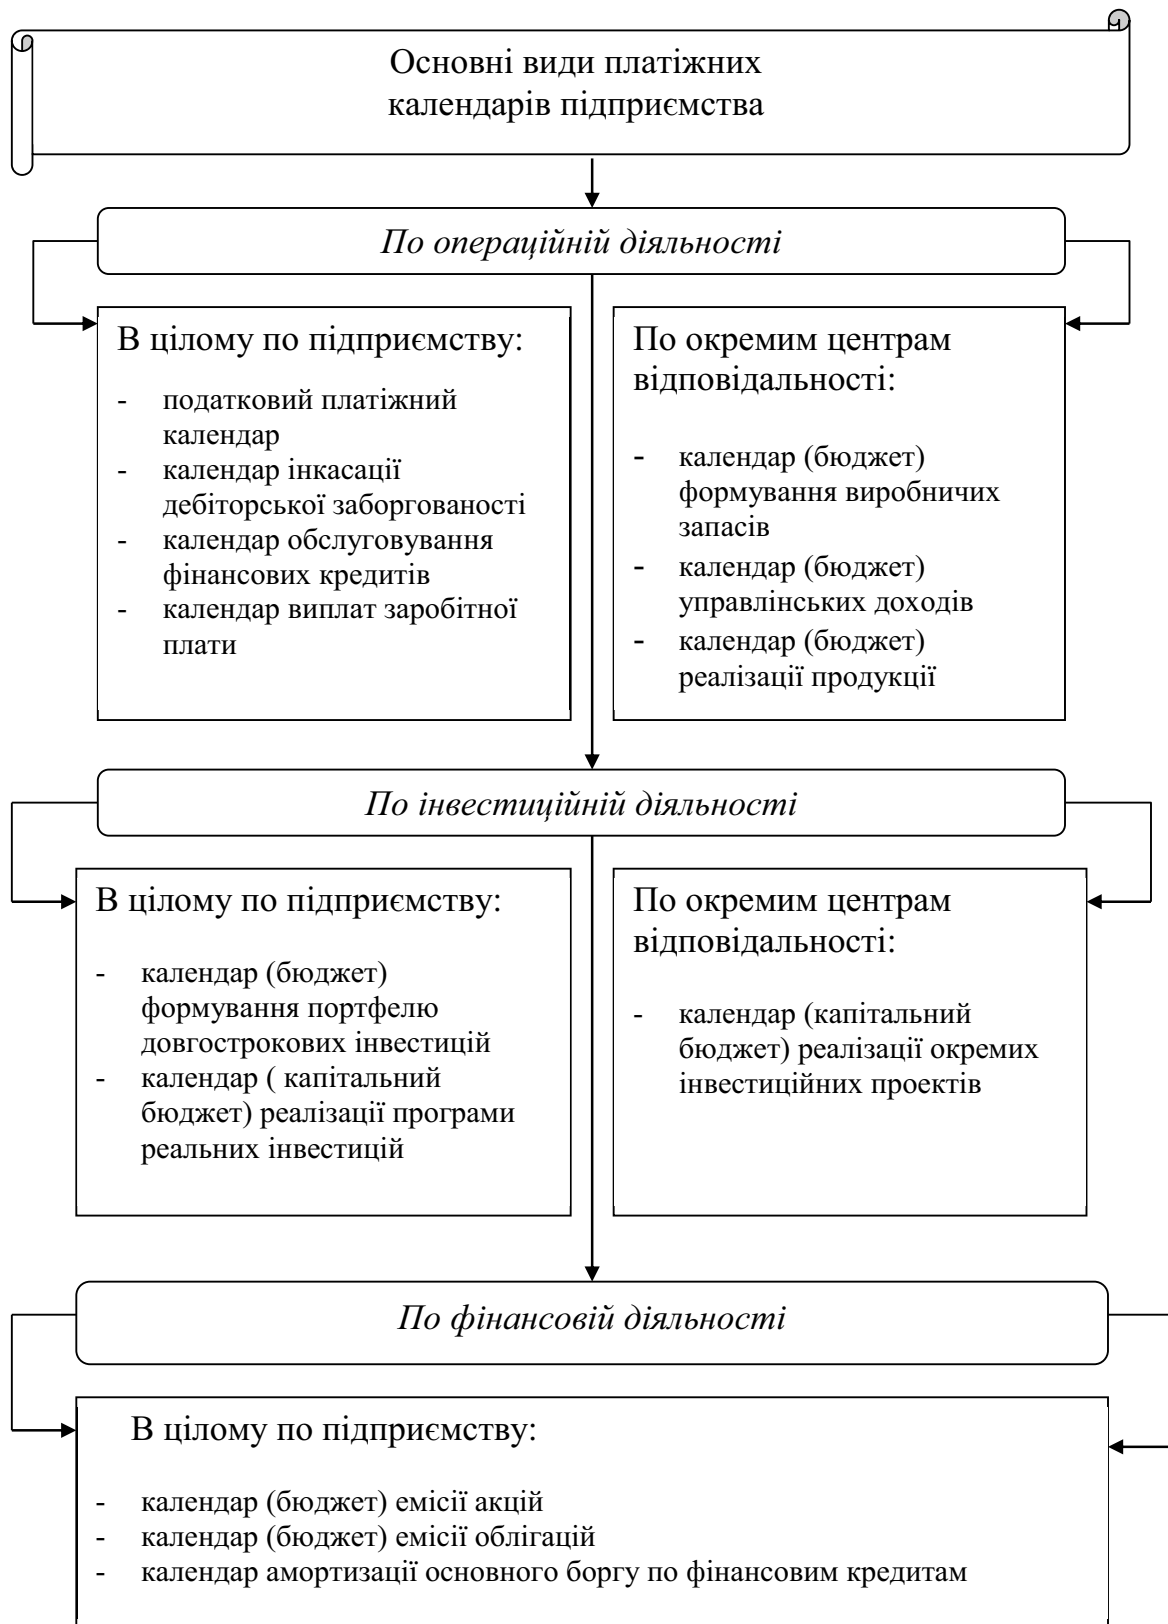 Основні види платіжних
календарів підприємства
По операційній діяльності
В цілому по підприємству:
- податковий платіжний
календар
- календар інкасації
дебіторської заборгованості
- календар обслуговування
фінансових кредитів
- календар виплат заробітної
плати
По окремим центрам
відповідальності:
- календар (бюджет)
формування виробничих
запасів
- календар (бюджет)
управлінських доходів
- календар (бюджет)
реалізації продукції
По інвестиційній діяльності
В цілому по підприємству:
- календар (бюджет)
формування портфелю
довгострокових інвестицій
- календар ( капітальний
бюджет) реалізації програми
реальних інвестицій
По окремим центрам
відповідальності:
- календар (капітальний
бюджет) реалізації окремих
інвестиційних проектів
По фінансовій діяльності
В цілому по підприємству:
- календар (бюджет) емісії акцій
- календар (бюджет) емісії облігацій
- календар амортизації основного боргу по фінансовим кредитам